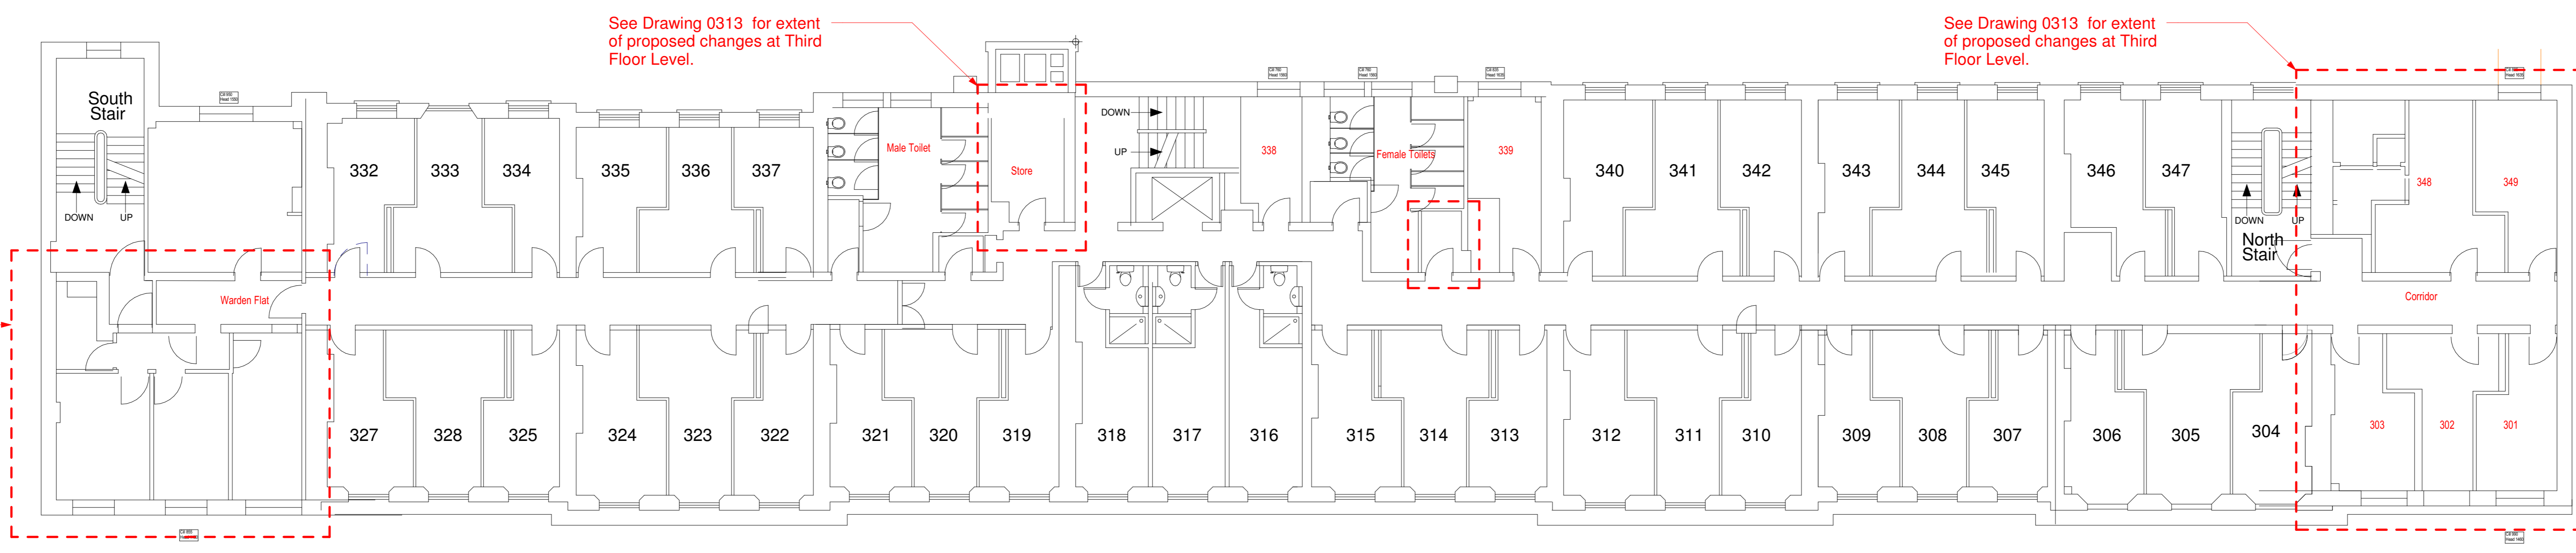 See Drawing 0313 for extent
of proposed changes at Third
Floor Level.
See Drawing 0313 for extent
of proposed changes at Third
Floor Level.
South
Stair
DOWN
UP
332
333
334
335
336
337
Male Toilet
Store
DOWN
UP
338
Female Toilets
339
340
341
342
343
344
345
346
347
DOWN
UP
North
Stair
348
349
Warden Flat
Corridor
327
328
325
324
323
322
321
320
319
318
317
316
315
314
313
312
311
310
309
308
307
306
305
304
303
302
301